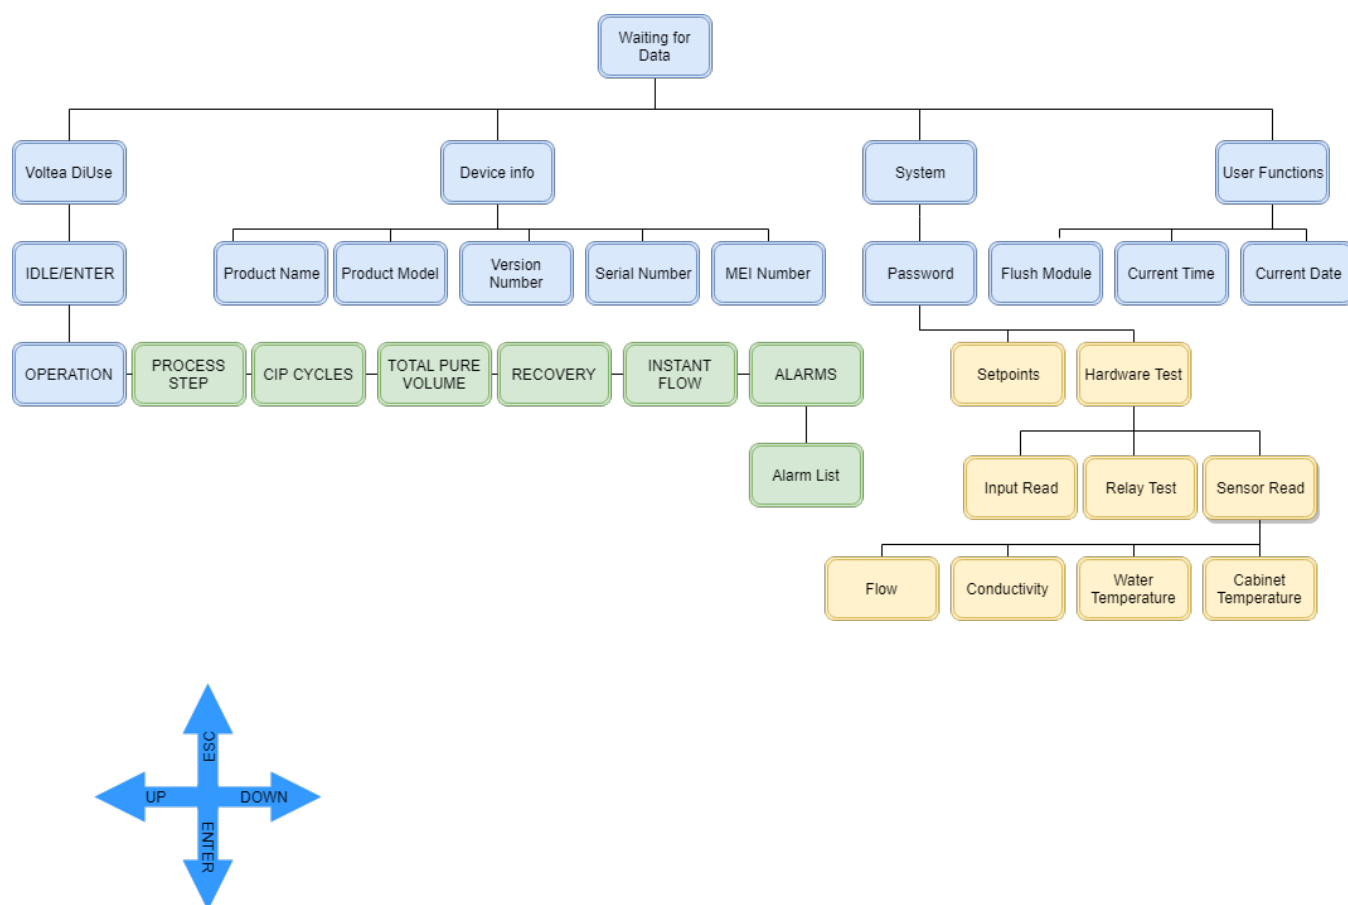 Waiting for
Data
Voltea DiUse
Device info
System
User Functions
IDLE/ENTER
Product Name
Product Model
Version
Number
Serial Number
MEI Number
Password
Flush Module
Current Time
Current Date
OPERATION
PROCESS
STEP
CIP CYCLES
TOTAL PURE
VOLUME
RECOVERY
INSTANT
FLOW
ALARMS
Setpoints
Hardware Test
Alarm List
Input Read
Relay Test
Sensor Read
Flow
Conductivity
Water
Temperature
Cabinet
Temperature
ESC
UP
DOWN
ENTER